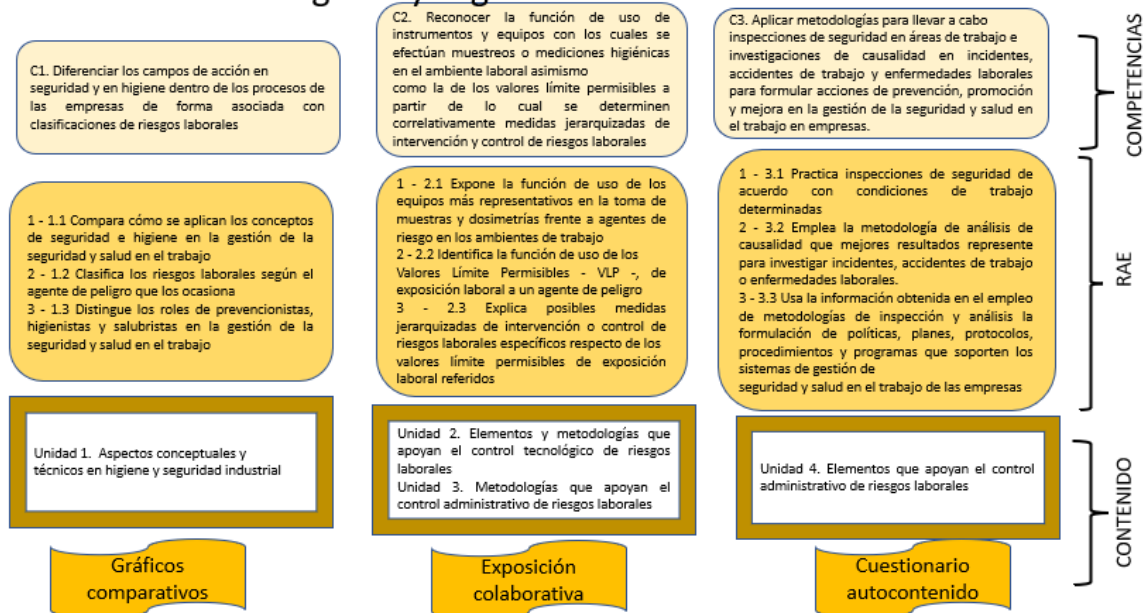 C1. Diferenciar los campos de acción en
seguridad y en higiene dentro de los procesos de
las empresas de forma asociada con
clasificaciones de riesgos laborales
C2. Reconocer la función de uso de
instrumentos y equipos con los cuales se
efectúan muestreos o mediciones higiénicas
en el ambiente laboral asimismo
como la de los valores límite permisibles a
partir de lo cual se determinen
correlativamente medidas jerarquizadas de
intervención y control de riesgos laborales
C3. Aplicar metodologías para llevar a cabo
inspecciones de seguridad en áreas de trabajo e
investigaciones de causalidad en incidentes,
accidentes de trabajo y enfermedades laborales
para formular acciones de prevención, promoción
y mejora en la gestión de la seguridad y salud en
el trabajo en empresas.
COMPETENCIAS
1 - 1.1 Compara cómo se aplican los conceptos
de seguridad e higiene en la gestión de la
seguridad y salud en el trabajo
2 - 1.2 Clasifica los riesgos laborales según el
agente de peligro que los ocasiona
3 - 1.3 Distingue los roles de prevencionistas,
higienistas y salubristas en la gestión de la
seguridad y salud en el trabajo
1 - 2.1 Expone la función de uso de los
equipos más representativos en la toma de
muestras y dosimetrías frente a agentes de
riesgo en los ambientes de trabajo
2 - 2.2 Identifica la función de uso de los
Valores Límite Permisibles - VLP -, de
exposición laboral a un agente de peligro
3 - 2.3 Explica posibles medidas
jerarquizadas de intervención o control de
riesgos laborales específicos respecto de los
valores límite permisibles de exposición
laboral referidos
1 - 3.1 Practica inspecciones de seguridad de
acuerdo con condiciones de trabajo
determinadas
2 - 3.2 Emplea la metodología de análisis de
causalidad que mejores resultados represente
para investigar incidentes, accidentes de trabajo
o enfermedades laborales.
3 - 3.3 Usa la información obtenida en el empleo
de metodologías de inspección y análisis la
formulación de políticas, planes, protocolos,
procedimientos y programas que soporten los
sistemas de gestión de
seguridad y salud en el trabajo de las empresas
RAE
Unidad 1. Aspectos conceptuales y
técnicos en higiene y seguridad industrial
Unidad 2. Elementos y metodologías que
apoyan el control tecnológico de riesgos
laborales
Unidad 3. Metodologías que apoyan el
control administrativo de riesgos laborales
Unidad 4. Elementos que apoyan el control
administrativo de riesgos laborales
CONTENIDO
Gráficos
comparativos
Exposición
colaborativa
Cuestionario
autocontenido